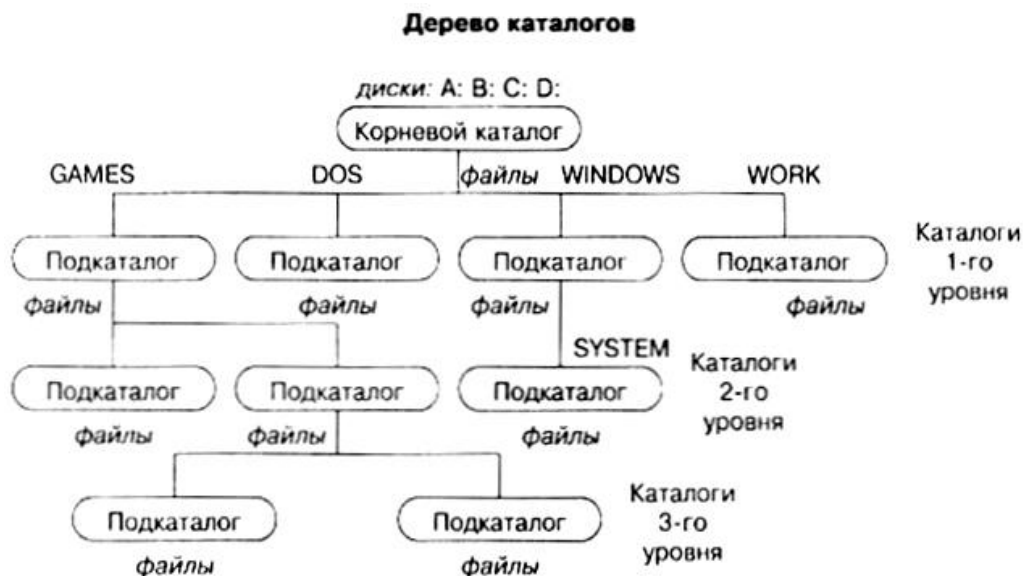 Дерево каталогов
диски: A: B: C: D:
Корневой каталог
GAMES DOS файлы WINDOWS WORK
Подкаталог Подкаталог Подкаталог Подкаталог
Каталоги
1-го
уровня
файлы файлы файлы файлы
SYSTEM
Подкаталог Подкаталог Подкаталог
Каталоги
2-го
уровня
файлы файлы файлы
Подкаталог Подкаталог
Каталоги
3-го
уровня
файлы файлы